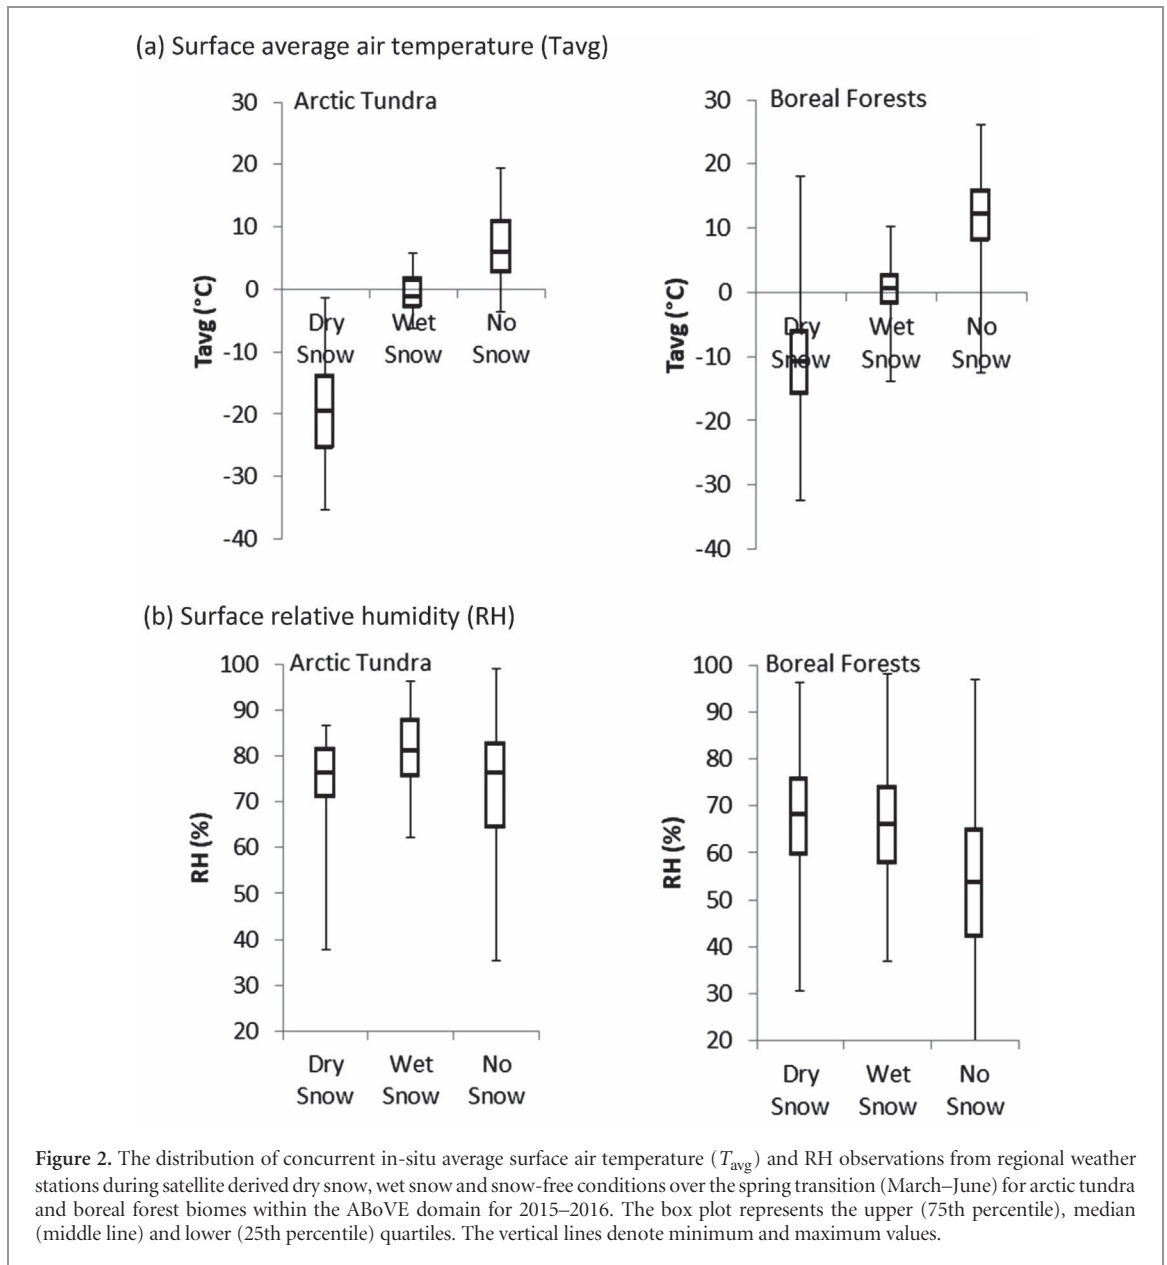 (a) Surface average air temperature (Tavg)
Arctic Tundra
30
20
10
0
-10
-20
-30
-40
Tavg (°C)
Dry Snow
Wet Snow
No Snow
Boreal Forests
30
20
10
0
-10
-20
-30
-40
Tavg (°C)
Dry Snow
Wet Snow
No Snow
(b) Surface relative humidity (RH)
Arctic Tundra
100
90
80
70
60
50
40
30
20
RH (%)
Dry Snow
Wet Snow
No Snow
Boreal Forests
100
90
80
70
60
50
40
30
20
RH (%)
Dry Snow
Wet Snow
No Snow
Figure 2. The distribution of concurrent in-situ average surface air temperature (Tavg) and RH observations from regional weather
stations during satellite derived dry snow, wet snow and snow-free conditions over the spring transition (March–June) for arctic tundra
and boreal forest biomes within the ABoVE domain for 2015–2016. The box plot represents the upper (75th percentile), median
(middle line) and lower (25th percentile) quartiles. The vertical lines denote minimum and maximum values.